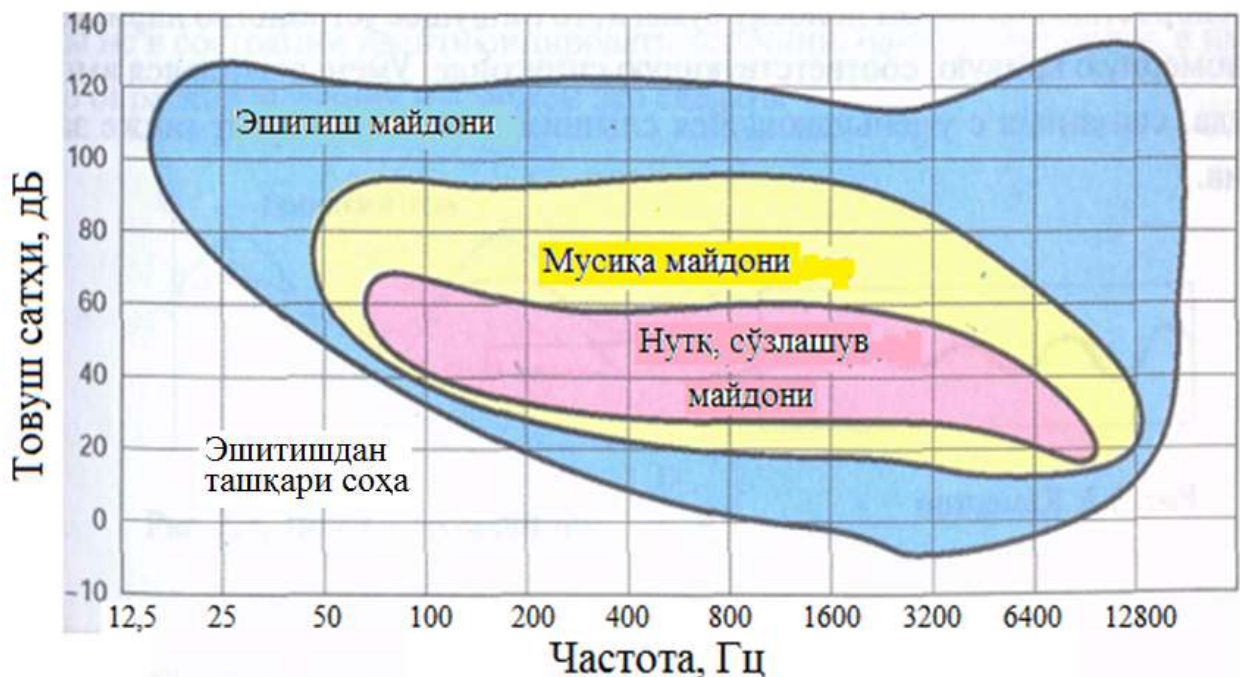 140
120
100
80
60
40
20
0
-10
Товуш сатҳи, дБ
Эшитиш майдони
Мусиқа майдони
Нутқ, сўзлашув
майдони
Эшитишдан
ташқари соҳа
12,5 25 50 100 200 400 800 1600 3200 6400 12800
Частота, Гц